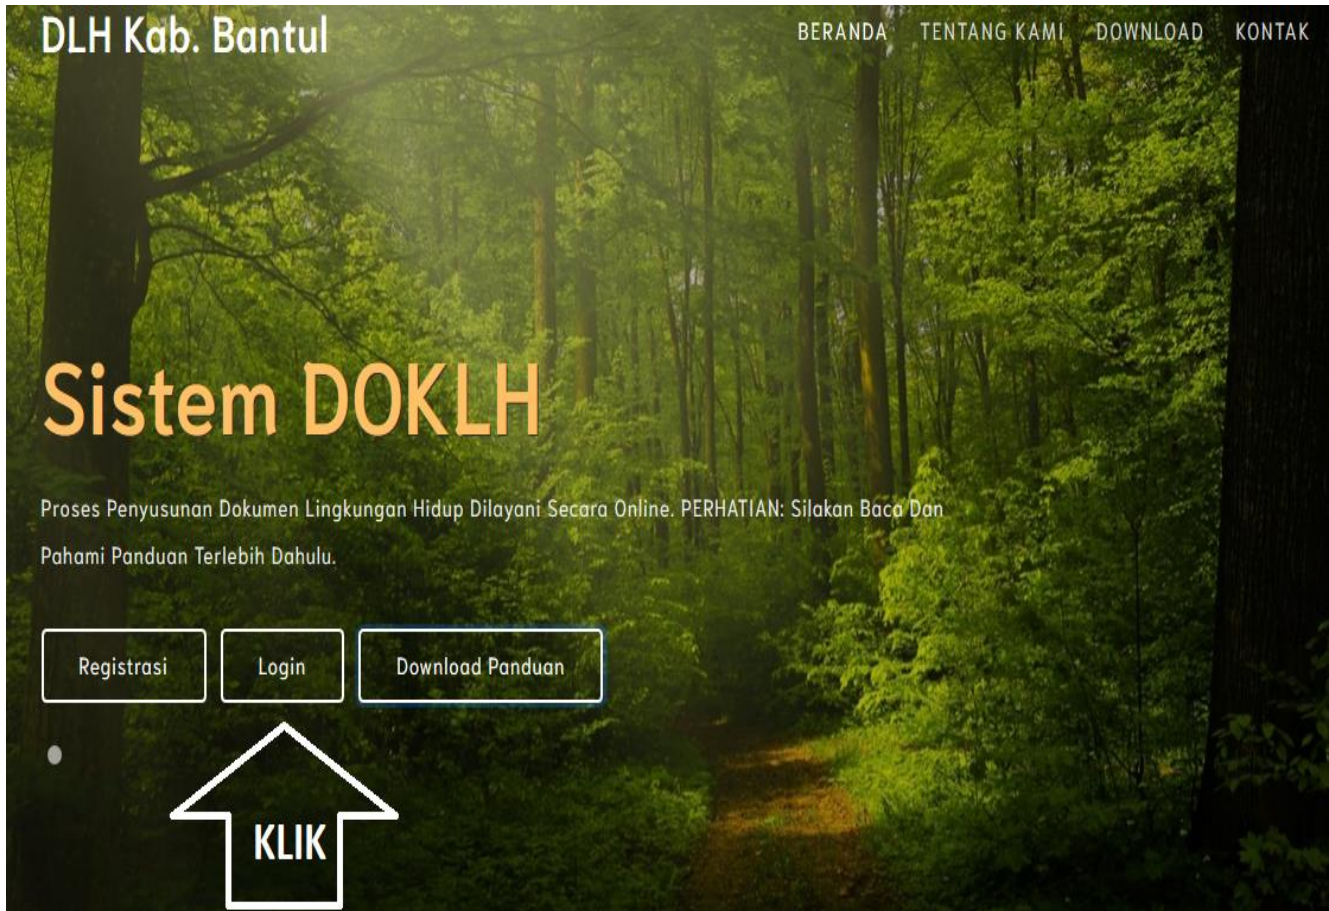 DLH Kab. Bantul
BERANDA TENTANG KAMI DOWNLOAD KONTAK
Sistem DOKLH
Proses Penyusunan Dokumen Lingkungan Hidup Dilayani Secara Online. PERHATIAN: Silakan Baca Dan
Pahami Panduan Terlebih Dahulu.
Registrasi Login Download Panduan
KLIK